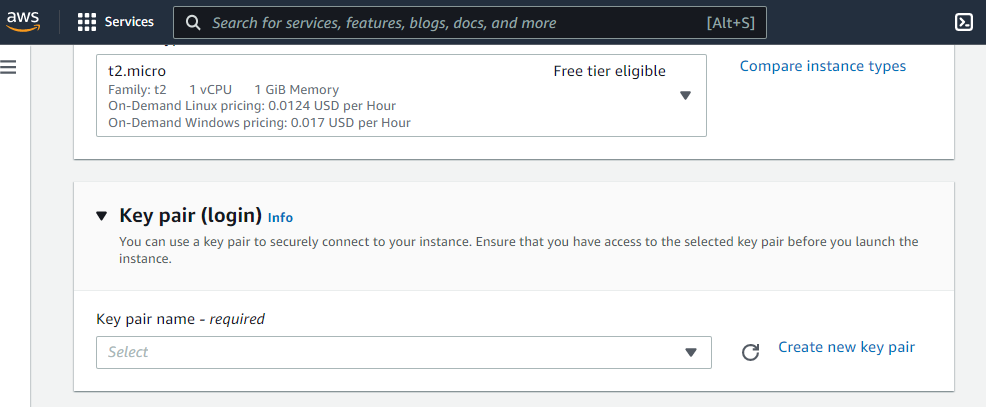 aws Services Search for services, features, blogs, docs, and more [Alt+S]
t2.micro Free tier eligible Compare instance types
Family: t2 1 vCPU 1 GiB Memory
On-Demand Linux pricing: 0.0124 USD per Hour
On-Demand Windows pricing: 0.017 USD per Hour
Key pair (login) Info
You can use a key pair to securely connect to your instance. Ensure that you have access to the selected key pair before you launch the
instance.
Key pair name - required
Select Create new key pair